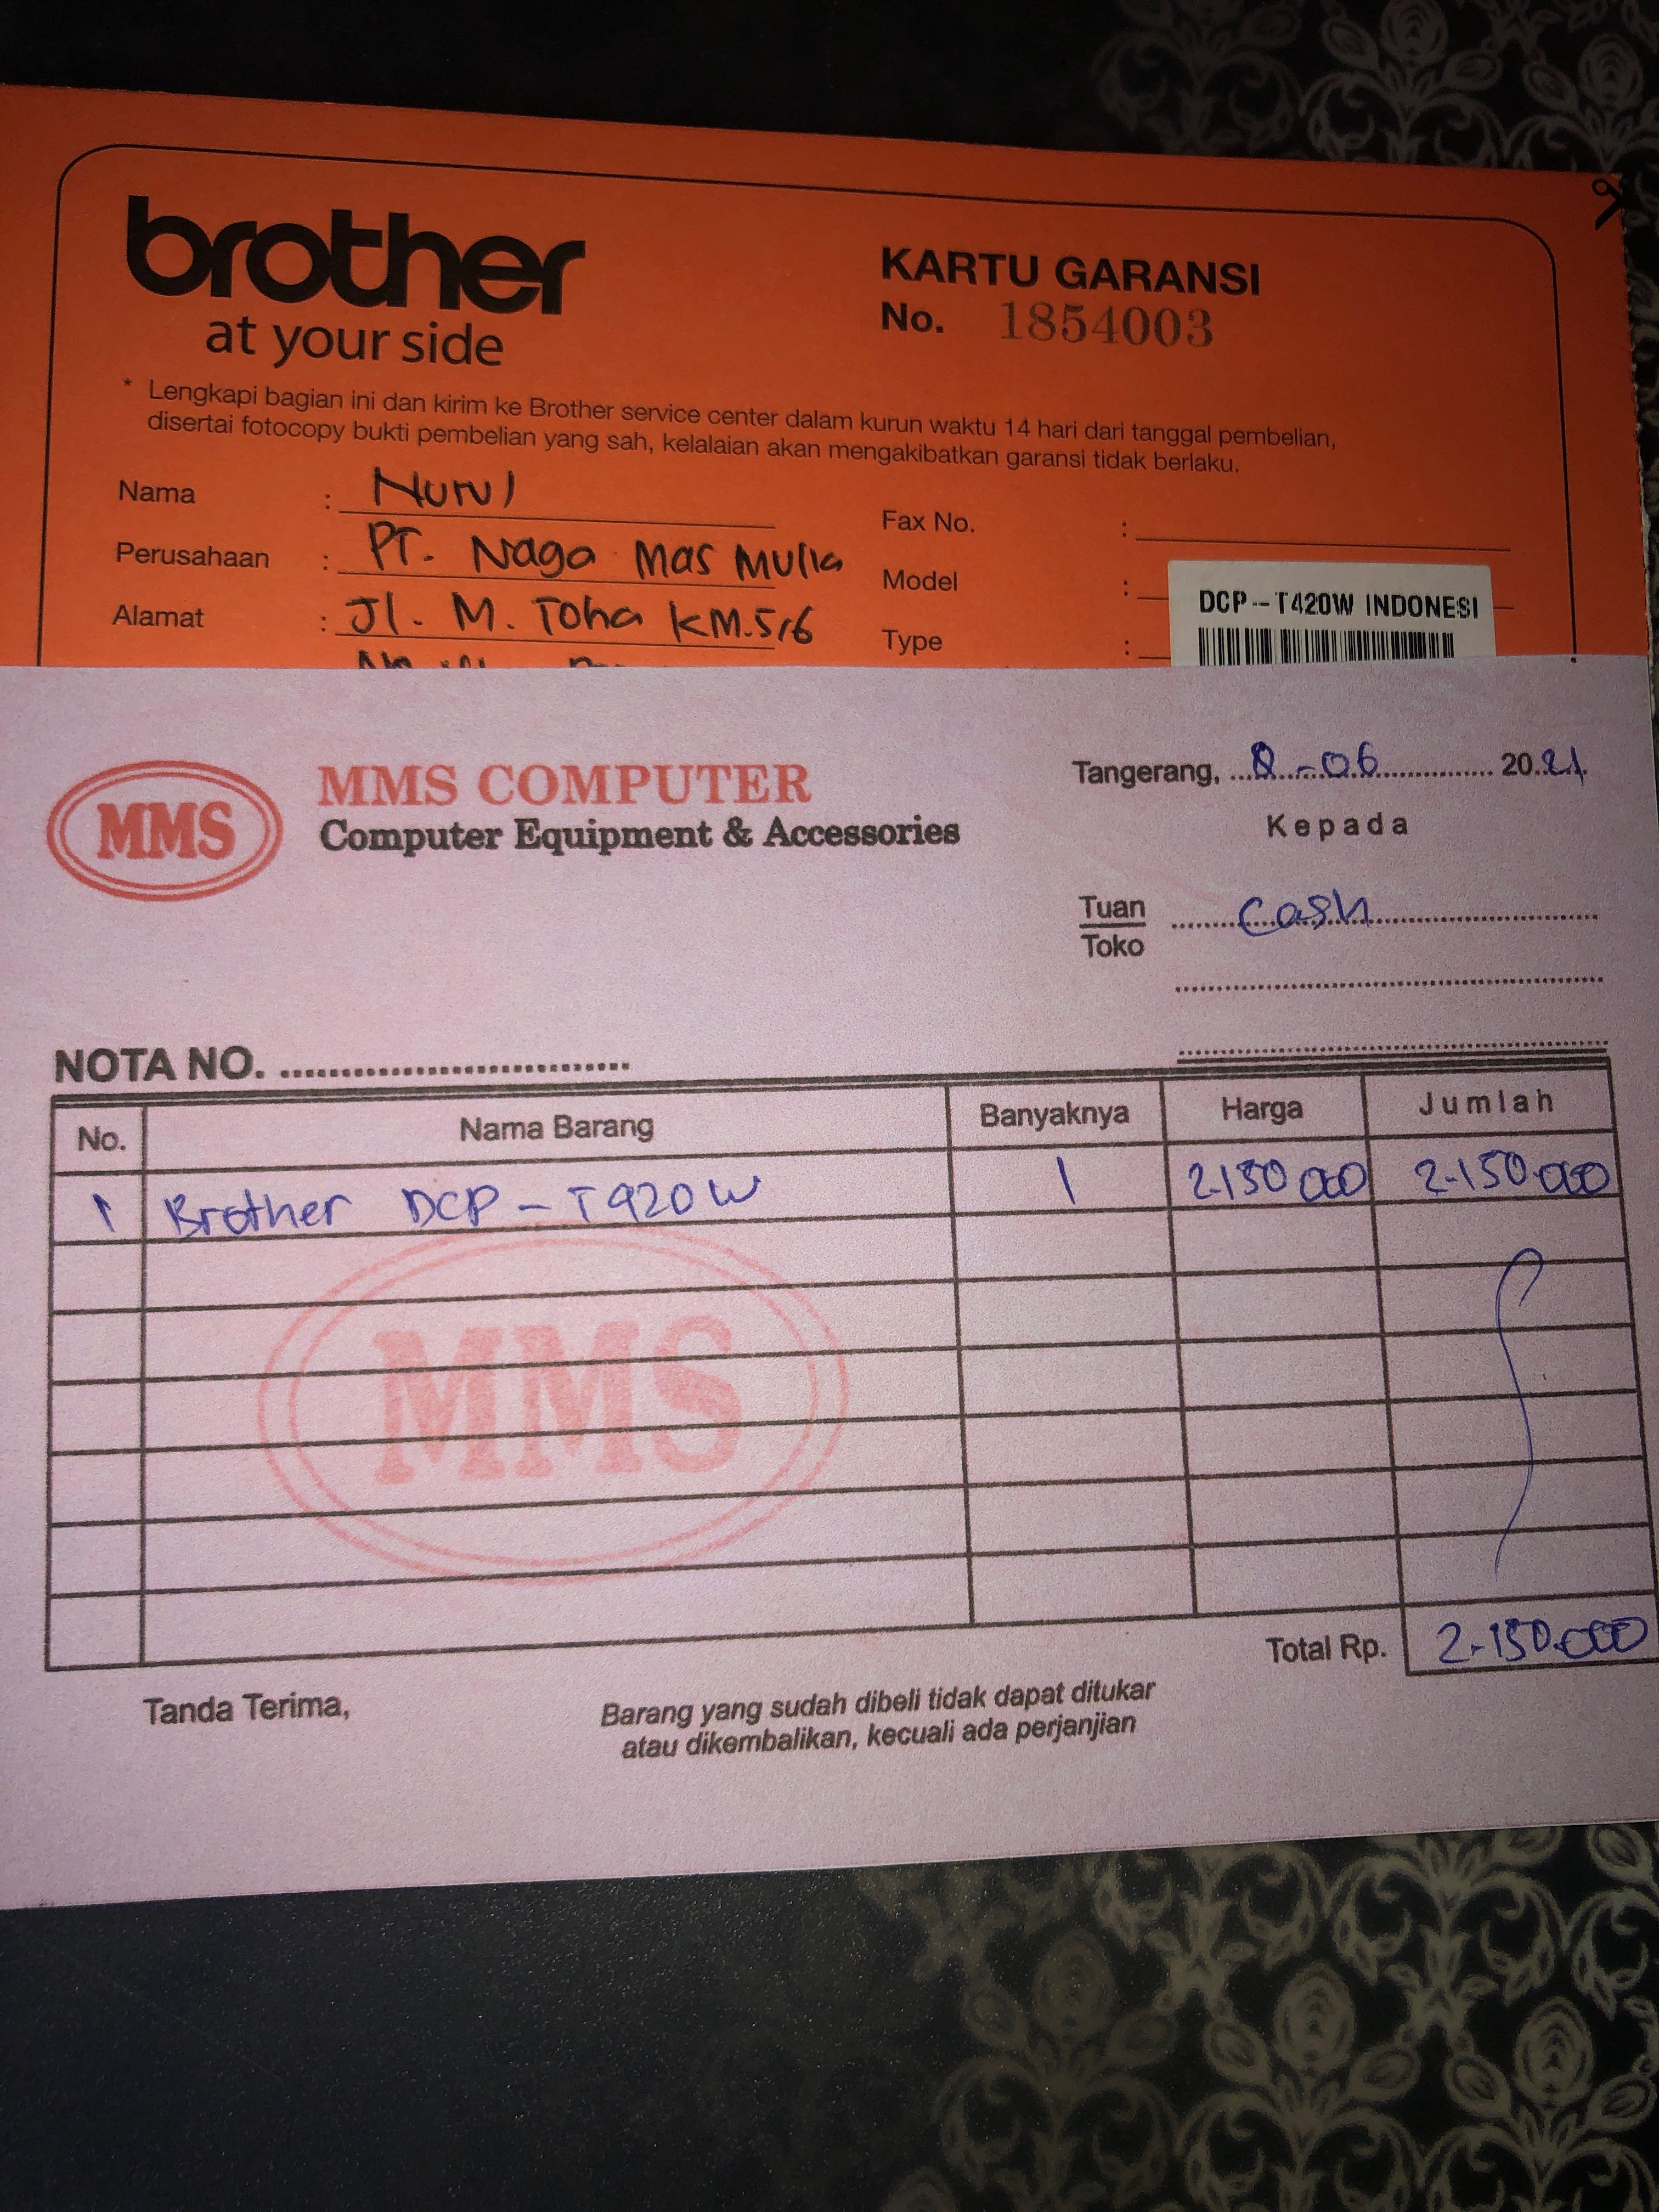 brother
at your side
KARTU GARANSI
No. 1854003
* Lengkapi bagian ini dan kirim ke Brother service center dalam kurun waktu 14 hari dari tanggal pembelian,
disertai fotocopy bukti pembelian yang sah, kelalaian akan mengakibatkan garansi tidak berlaku.
Nama : Nurul
Perusahaan : PT. Naga Mas Mulia
Alamat : Jl. M. Toha KM.5/6
Fax No. :
Model :
Type :
DCP-T420W INDONESI
MMS
MMS COMPUTER
Computer Equipment & Accessories
Tangerang, 8-06 2021
Kepada
Tuan
Toko
Cash
NOTA NO.
No. Nama Barang Banyaknya Harga Jumlah
1 Brother DCP-T420W 1 2.150.000 2.150.000
MMS
Total Rp. 2.150.000
Tanda Terima,
Barang yang sudah dibeli tidak dapat ditukar
atau dikembalikan, kecuali ada perjanjian